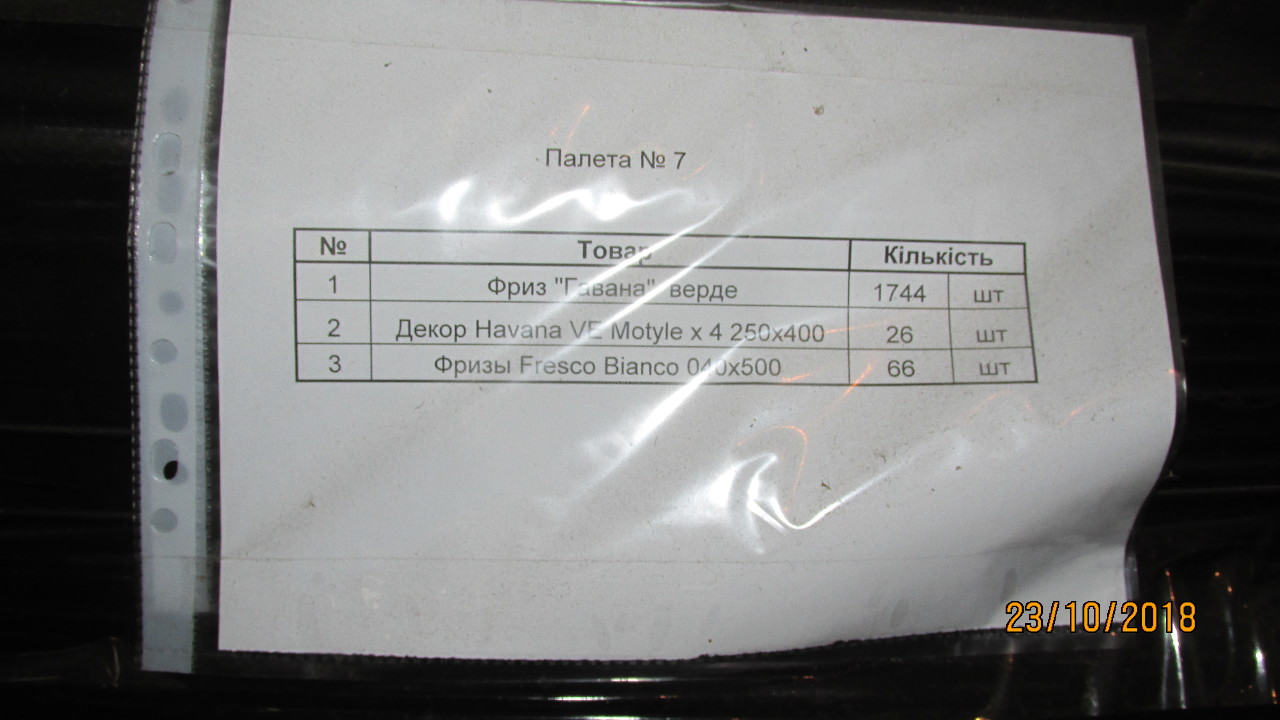 Палета № 7
№ Товар Кількість
1 Фриз "Гавана" верде 1744 шт
2 Декор Havana VE Motyle x 4 250x400 26 шт
3 Фризы Fresco Bianco 040x500 66 шт
23/10/2018